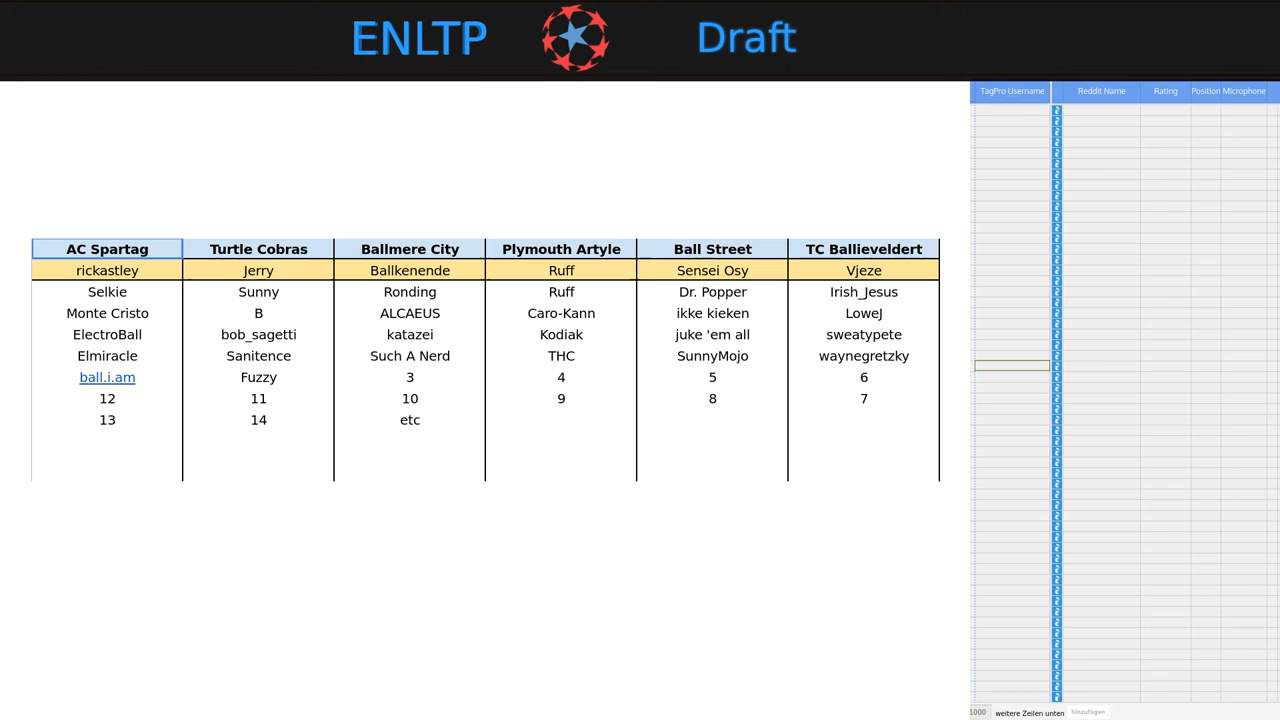 ENLTP Draft
TagPro Username Reddit Name Rating Position Microphone
AC Spartag Turtle Cobras Ballmere City Plymouth Artyle Ball Street TC Ballieveldert
rickastley Jerry Ballkenende Ruff Sensei Osy Vjeze
Selkie Sunny Ronding Ruff Dr. Popper Irish_Jesus
Monte Cristo B ALCAEUS Caro-Kann ikke kieken LoweJ
ElectroBall bob_sagetti katazei Kodiak juke 'em all sweatypete
Elmiracle Sanitence Such A Nerd THC SunnyMojo waynegretzky
ball.i.am Fuzzy 3 4 5 6
12 11 10 9 8 7
13 14 etc
1000 weitere Zeilen unten hinzufügen